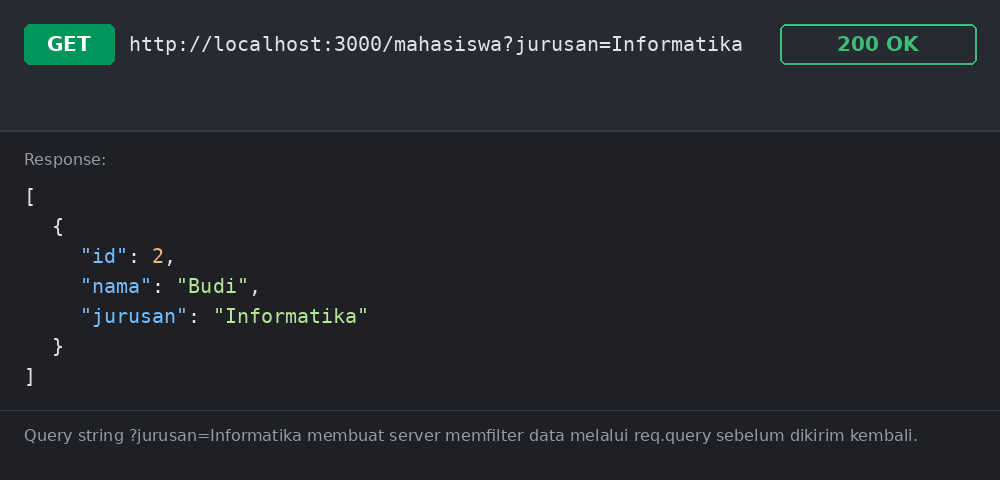 GET http://localhost:3000/mahasiswa?jurusan=Informatika 200 OK
Response:
[
{
"id": 2,
"nama": "Budi",
"jurusan": "Informatika"
}
]
Query string ?jurusan=Informatika membuat server memfilter data melalui req.query sebelum dikirim kembali.